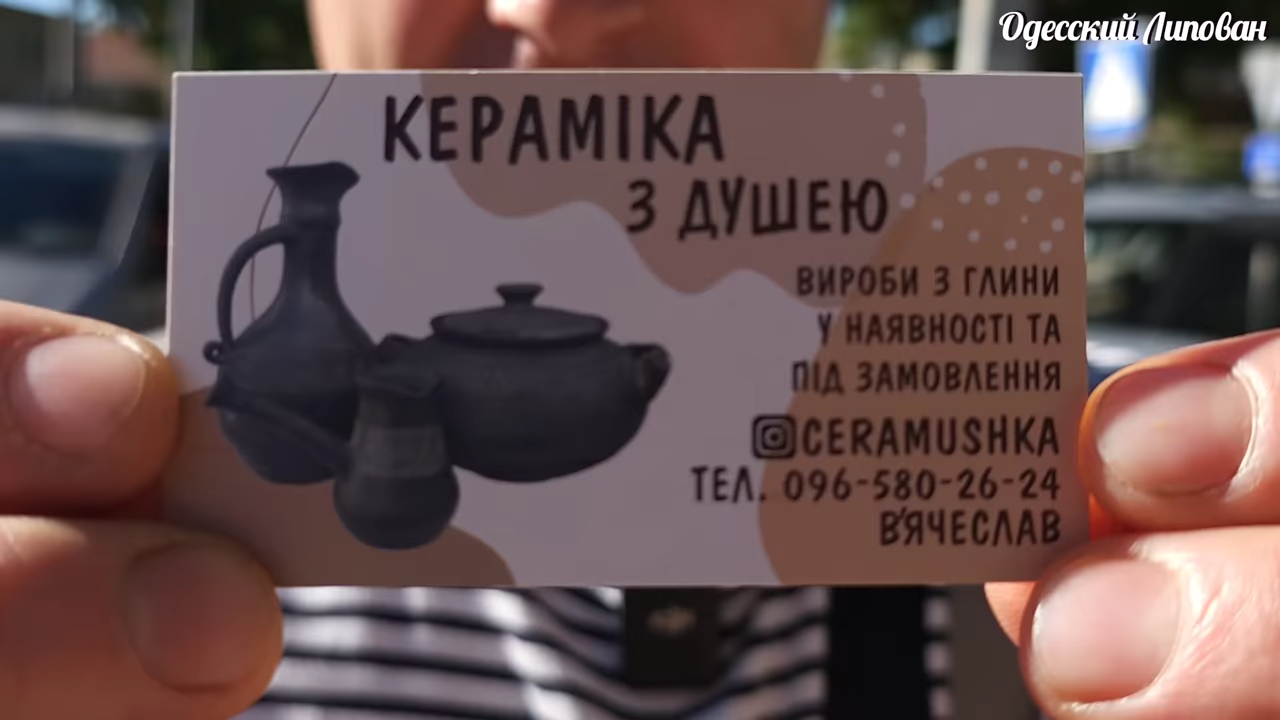 Одесский Липован
КЕРАМІКА
З ДУШЕЮ
ВИРОБИ З ГЛИНИ
У НАЯВНОСТІ ТА
ПІД ЗАМОВЛЕННЯ
CERAMUSHKA
ТЕЛ. 096-580-26-24
В'ЯЧЕСЛАВ